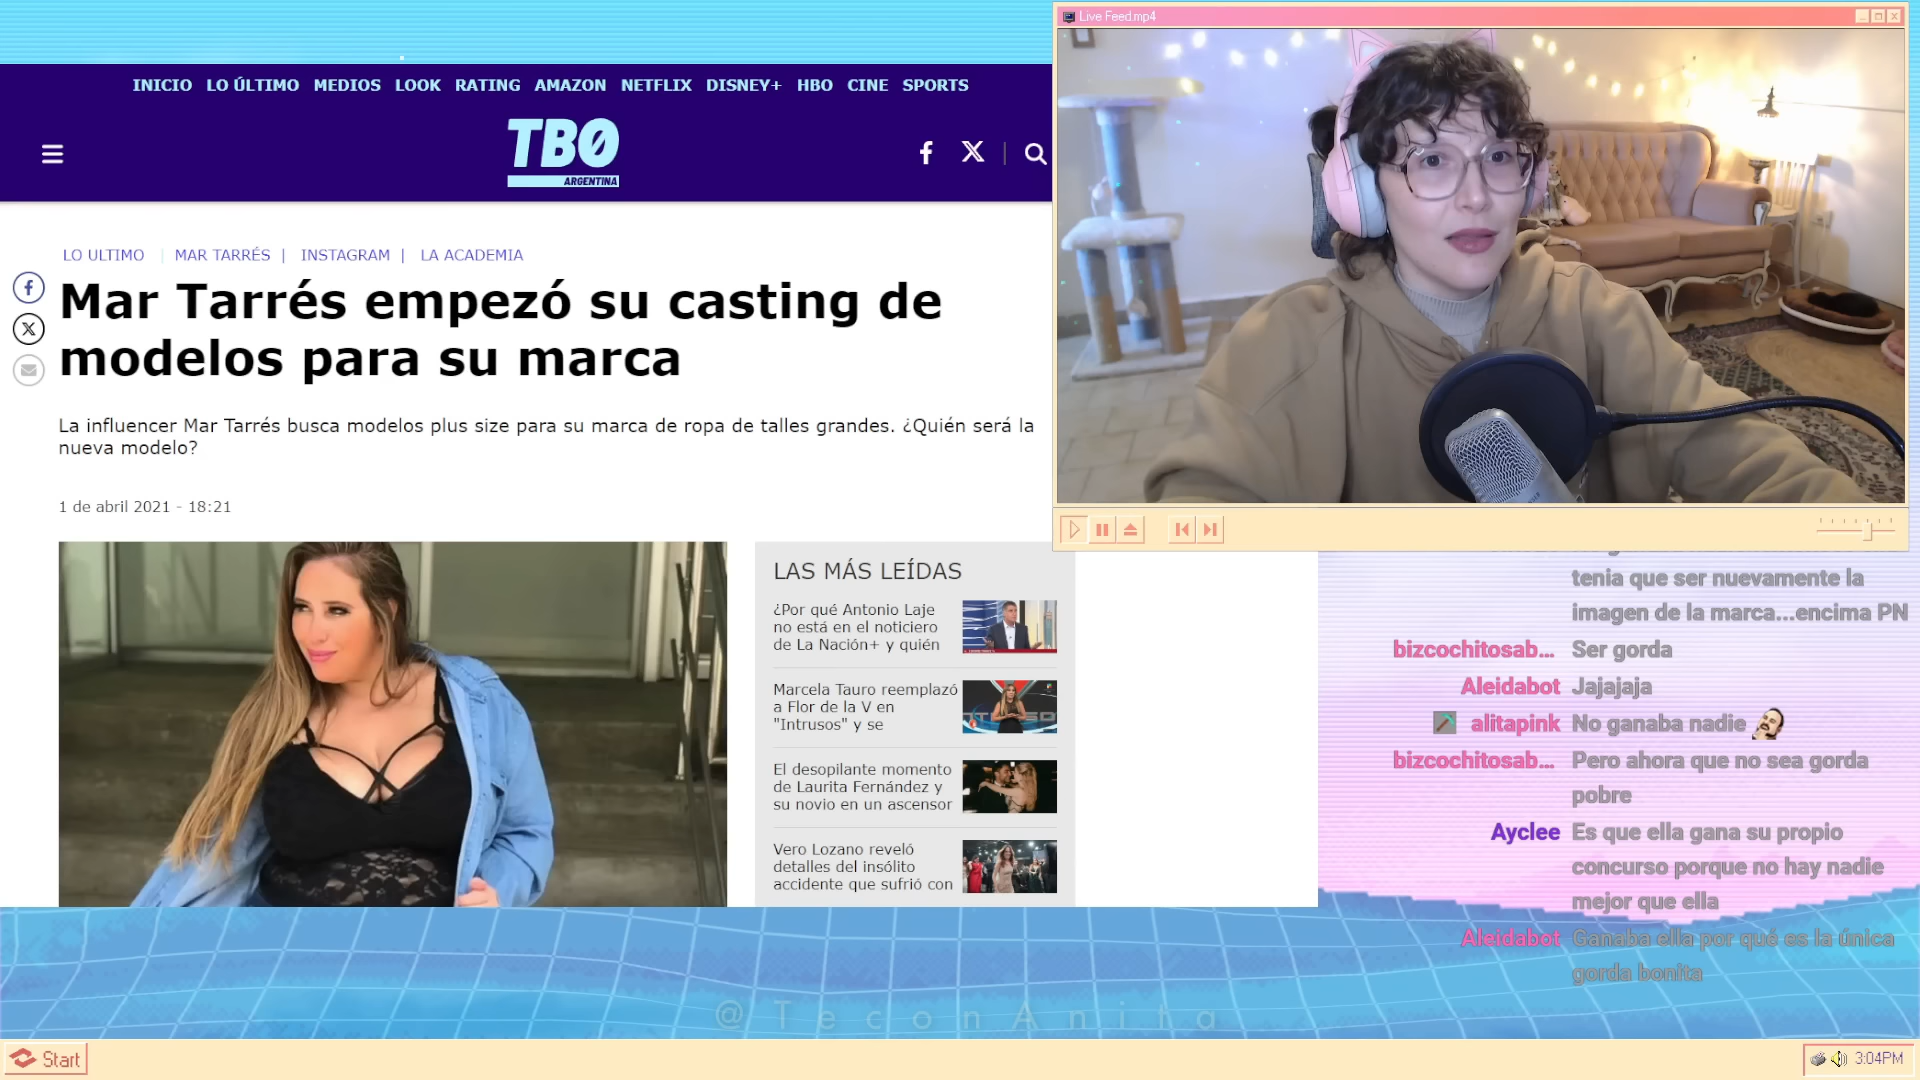 Live Feed.mp4
INICIO LO ÚLTIMO MEDIOS LOOK RATING AMAZON NETFLIX DISNEY+ HBO CINE SPORTS
TBO
ARGENTINA
LO ULTIMO | MAR TARRÉS | INSTAGRAM | LA ACADEMIA
Mar Tarrés empezó su casting de
modelos para su marca
La influencer Mar Tarrés busca modelos plus size para su marca de ropa de talles grandes. ¿Quién será la
nueva modelo?
1 de abril 2021 - 18:21
LAS MÁS LEÍDAS
¿Por qué Antonio Laje
no está en el noticiero
de La Nación+ y quién
Marcela Tauro reemplazó
a Flor de la V en
"Intrusos" y se
El desopilante momento
de Laurita Fernández y
su novio en un ascensor
Vero Lozano reveló
detalles del insólito
accidente que sufrió con
tenia que ser nuevamente la
imagen de la marca...encima PN
bizcochitosab... Ser gorda
Aleidabot Jajajaja
alitapink No ganaba nadie
bizcochitosab... Pero ahora que no sea gorda
pobre
Ayclee Es que ella gana su propio
concurso porque no hay nadie
mejor que ella
Aleidabot Ganaba ella por qué es la única
gorda bonita
@TeconAnita
Start
3:04PM